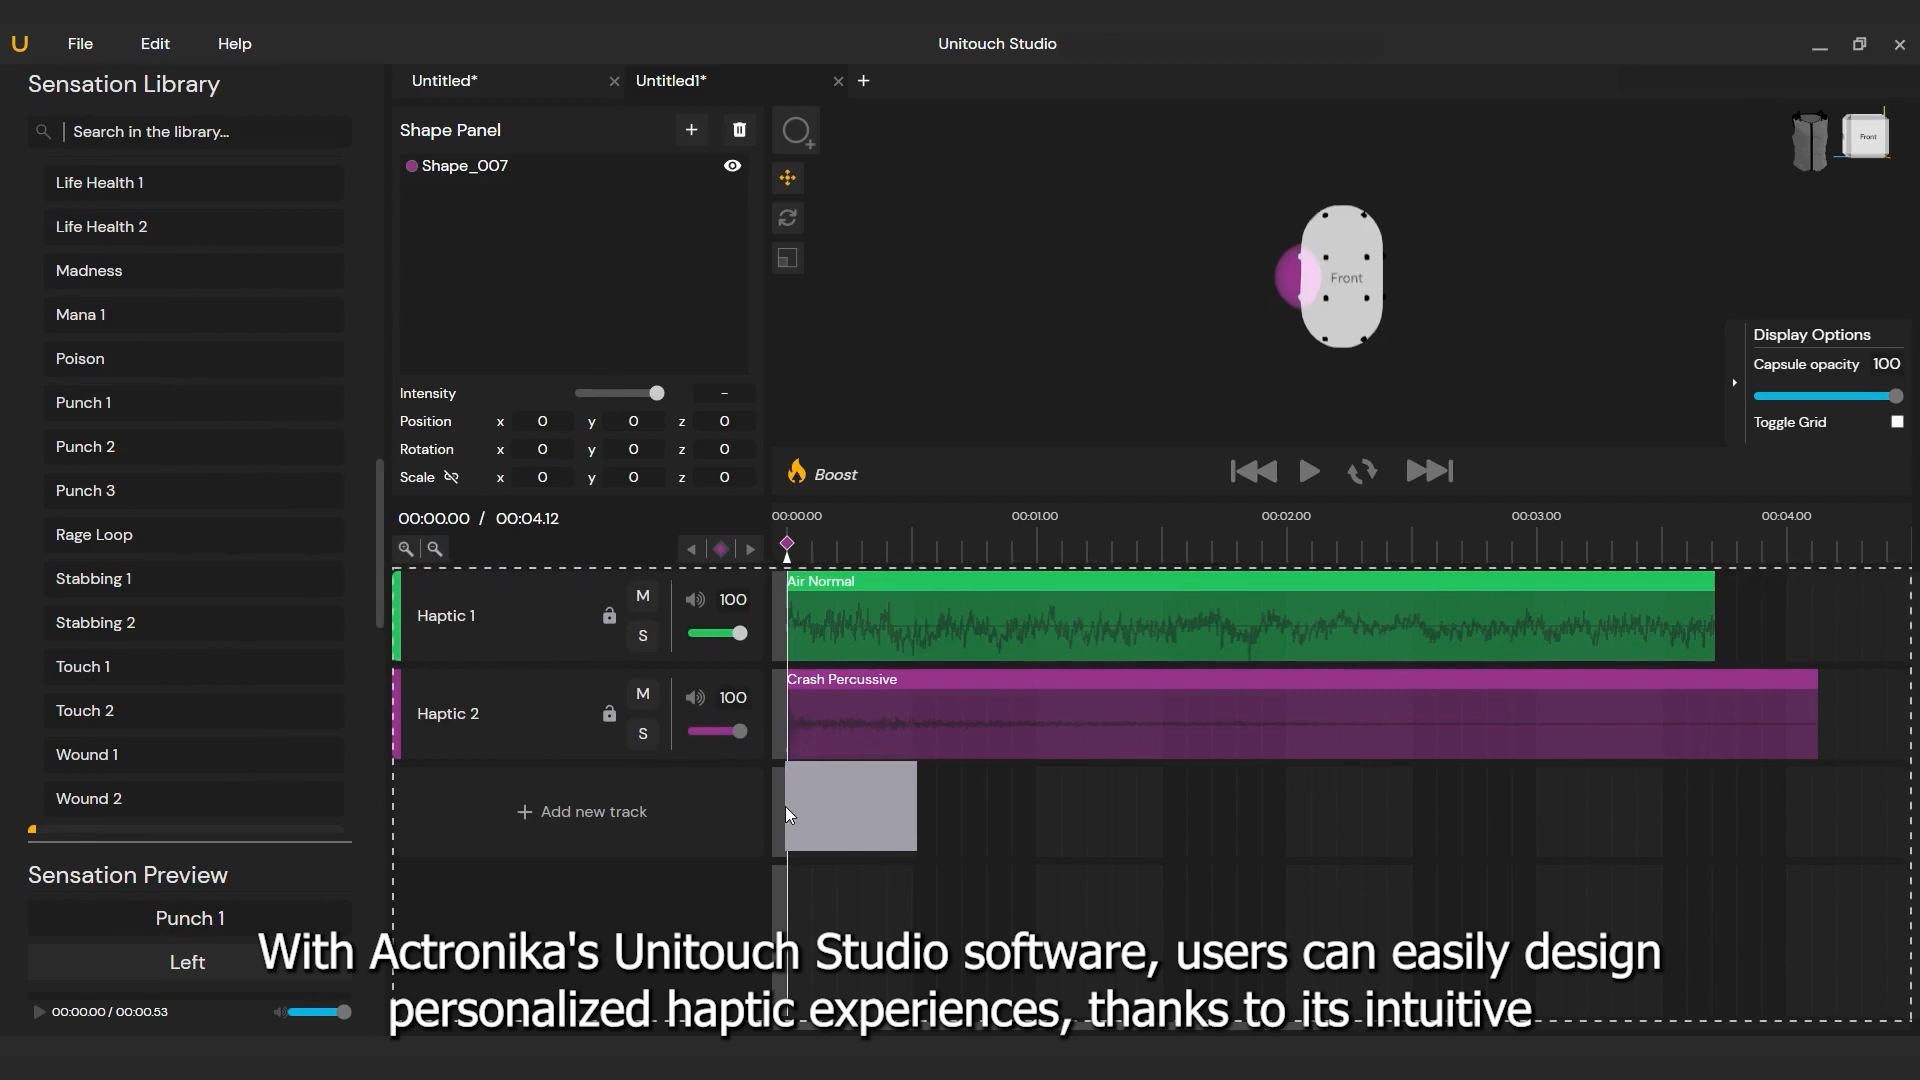 U File Edit Help Unitouch Studio
Sensation Library
Search in the library...
Life Health 1
Life Health 2
Madness
Mana 1
Poison
Punch 1
Punch 2
Punch 3
Rage Loop
Stabbing 1
Stabbing 2
Touch 1
Touch 2
Wound 1
Wound 2
Sensation Preview
Punch 1
Left
00:00.00 / 00:00.53
Untitled* Untitled1*
Shape Panel
Shape_007
Intensity -
Position x 0 y 0 z 0
Rotation x 0 y 0 z 0
Scale x 0 y 0 z 0
Front
Front
Display Options
Capsule opacity 100
Toggle Grid
Boost
00:00.00 / 00:04.12
00:00.00 00:01.00 00:02.00 00:03.00 00:04.00
Haptic 1 M S 100
Air Normal
Haptic 2 M S 100
Crash Percussive
+ Add new track
With Actronika's Unitouch Studio software, users can easily design
personalized haptic experiences, thanks to its intuitive